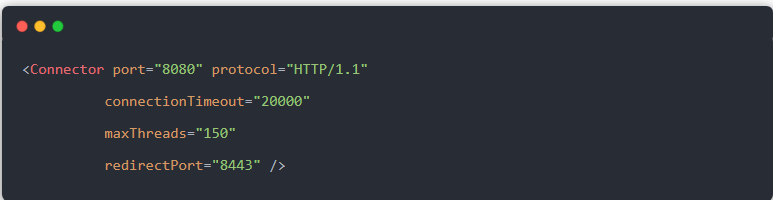 <Connector port="8080" protocol="HTTP/1.1"
connectionTimeout="20000"
maxThreads="150"
redirectPort="8443" />